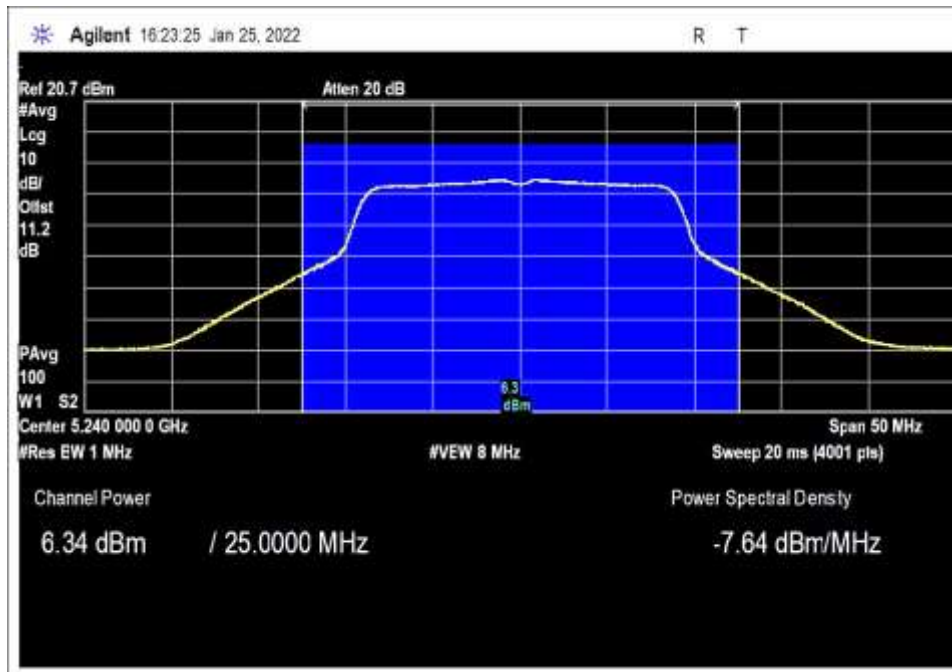 Agilent 16:23:25 Jan 25, 2022 R T
Ref 20.7 dBm Atten 20 dB
#Avg
Log
10
dB/
Offst
11.2
dB
PAvg
100
W1 S2
6.3
dBm
Center 5.240 000 0 GHz Span 50 MHz
#Res BW 1 MHz #VBW 8 MHz Sweep 20 ms (4001 pts)
Channel Power Power Spectral Density
6.34 dBm / 25.0000 MHz -7.64 dBm/MHz